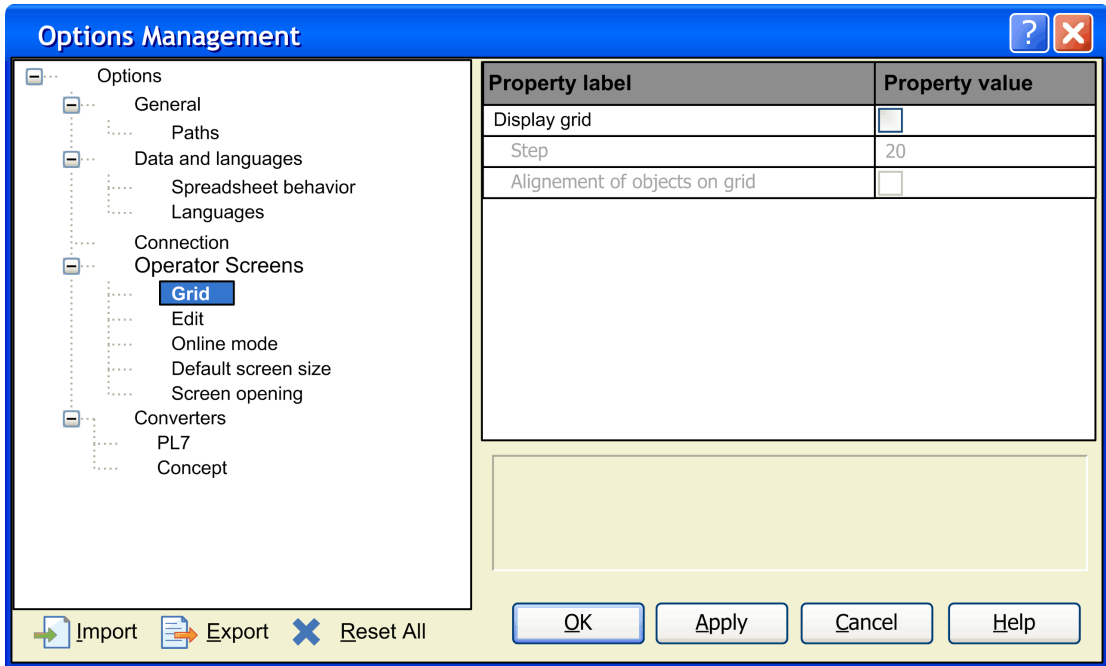 Options Management
?
Options
General
Paths
Data and languages
Spreadsheet behavior
Languages
Connection
Operator Screens
Grid
Edit
Online mode
Default screen size
Screen opening
Converters
PL7
Concept
Property label Property value
Display grid
Step 20
Alignement of objects on grid
Import Export Reset All
OK Apply Cancel Help